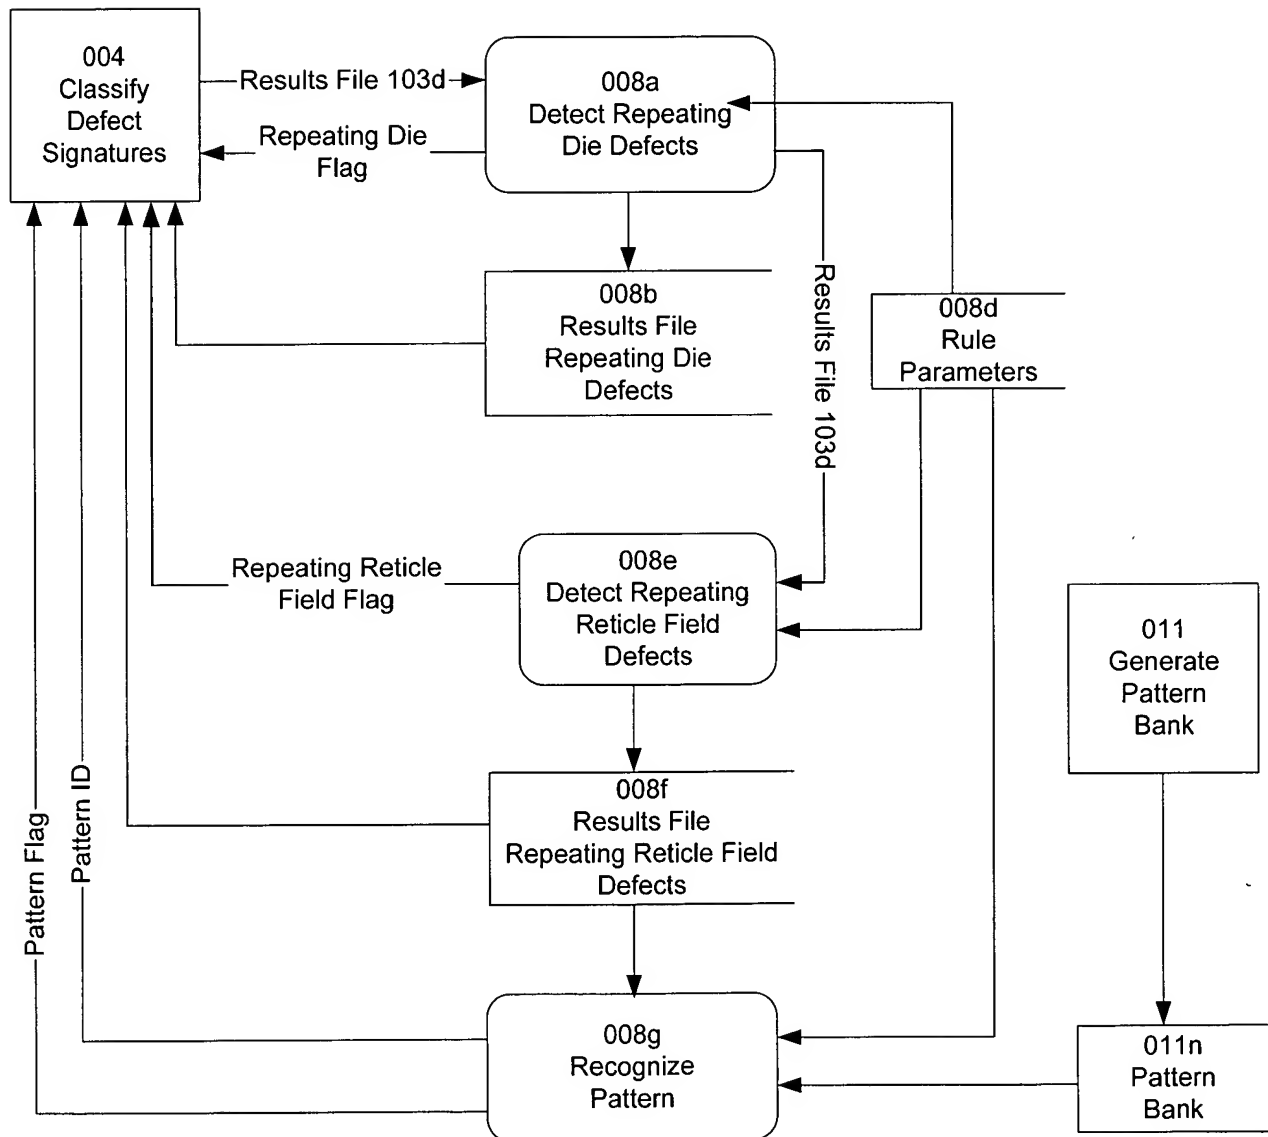 004
Classify
Defect
Signatures
Results File 103d
Repeating Die
Flag
008a
Detect Repeating
Die Defects
008b
Results File
Repeating Die
Defects
Results File 103d
008d
Rule
Parameters
Repeating Reticle
Field Flag
008e
Detect Repeating
Reticle Field
Defects
011
Generate
Pattern
Bank
008f
Results File
Repeating Reticle Field
Defects
Pattern Flag
Pattern ID
008g
Recognize
Pattern
011n
Pattern
Bank